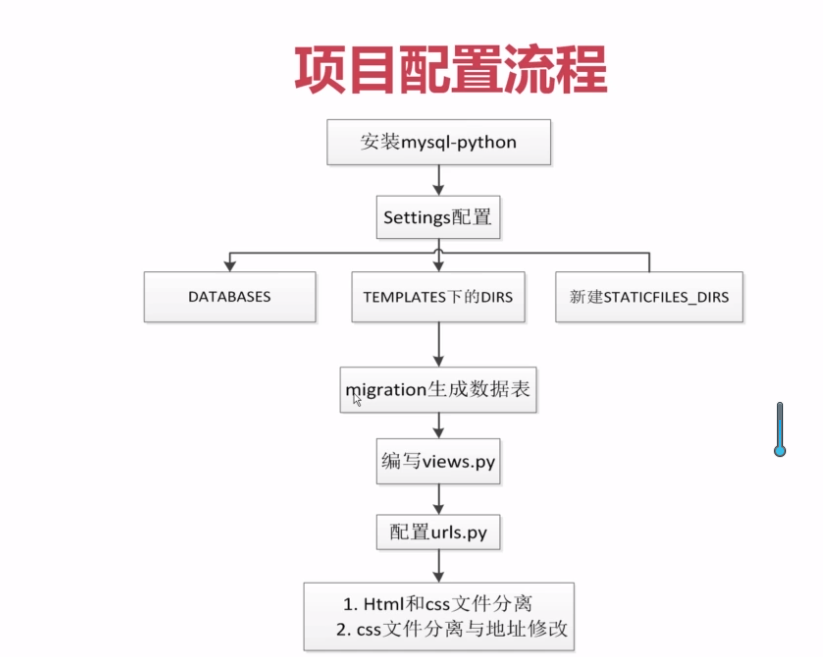 项目配置流程
安装mysql-python
Settings配置
DATABASES
TEMPLATES下的DIRS
新建STATICFILES_DIRS
migration生成数据表
编写views.py
配置urls.py
1. Html和css文件分离
2. css文件分离与地址修改